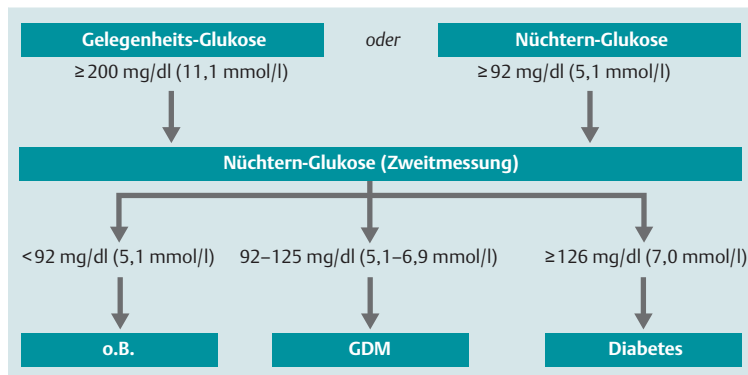 Gelegenheits-Glukose oder Nüchtern-Glukose
≥200 mg/dl (11,1 mmol/l) ≥92 mg/dl (5,1 mmol/l)
Nüchtern-Glukose (Zweitmessung)
<92 mg/dl (5,1 mmol/l) 92–125 mg/dl (5,1–6,9 mmol/l) ≥126 mg/dl (7,0 mmol/l)
o.B. GDM Diabetes